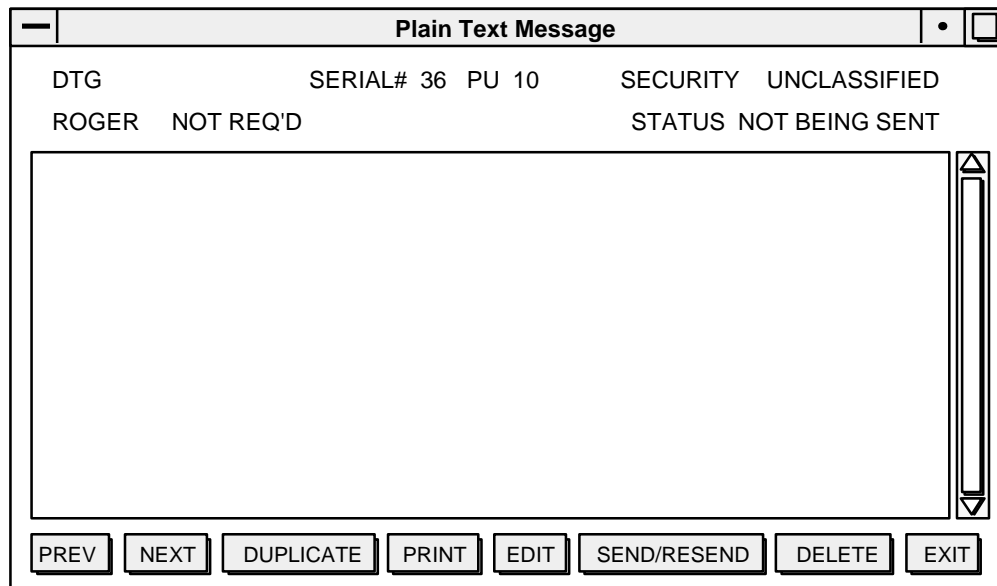 Plain Text Message
DTG SERIAL# 36 PU 10 SECURITY UNCLASSIFIED
ROGER NOT REQ'D STATUS NOT BEING SENT
PREV NEXT DUPLICATE PRINT EDIT SEND/RESEND DELETE EXIT